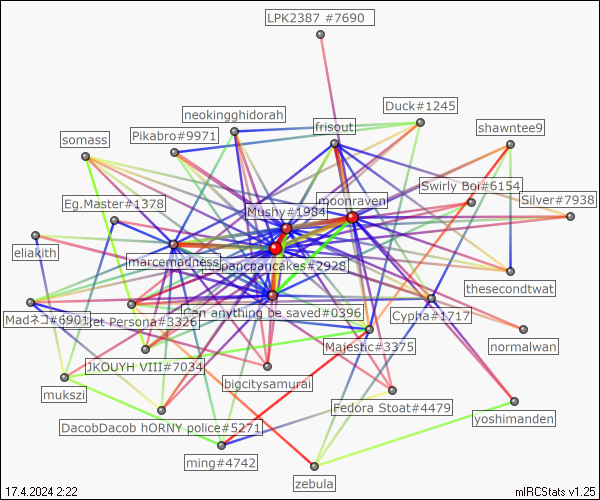 LPK2387 #7690
Duck#1245
neokingghidorah
frisout
shawntee9
Pikabro#9971
somass
Swirly Boi#6154
Eg.Master#1378
moonraven
Silver#7938
Mushy#1984
eliakith
marcemadness
spancpancakes#2928
thesecondtwat
Madネコ#6901
ket Persona#3326
Can anything be saved#0396
Cypha#1717
normalwan
Majestic#3375
JKOUYH VIII#7034
bigcitysamurai
mukszi
Fedora Stoat#4479
yoshimanden
DacobDacob hORNY police#5271
ming#4742
zebula
17.4.2024 2:22
mIRCStats v1.25